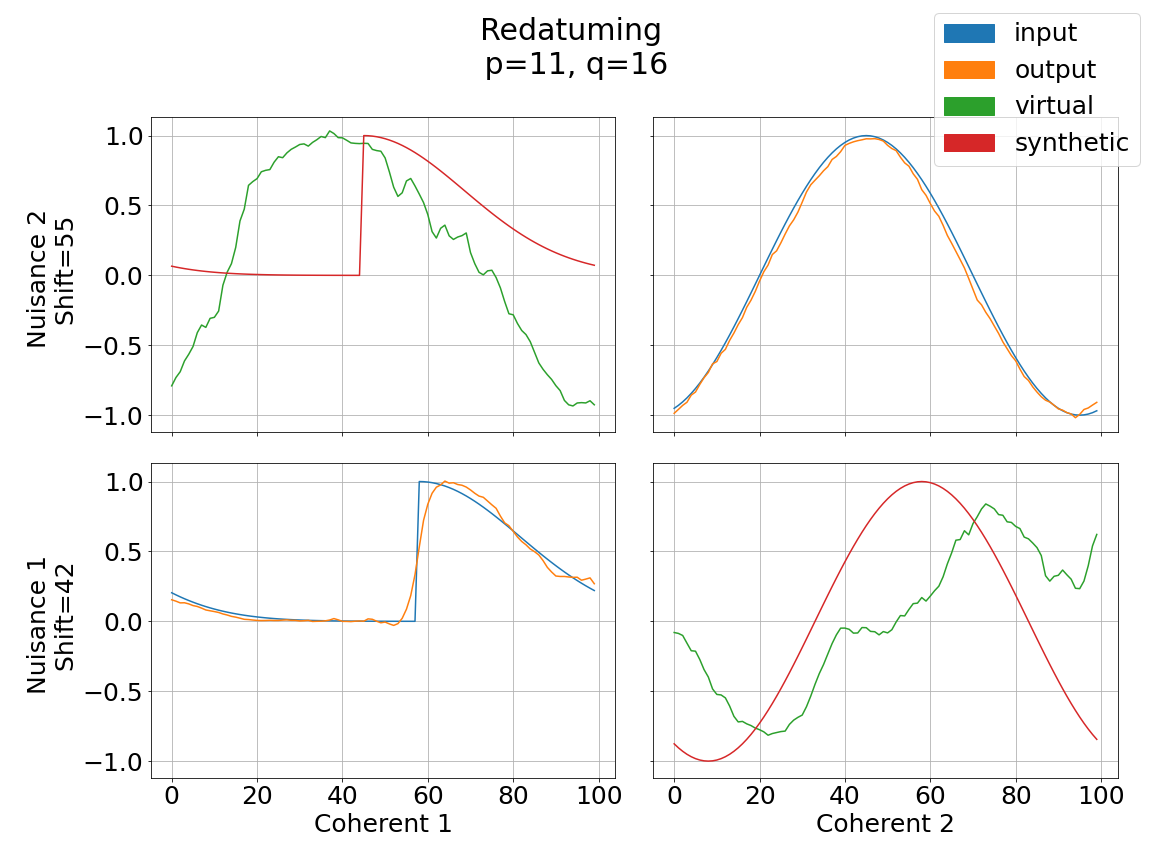 Redatuming
p=11, q=16
input
output
virtual
synthetic
Nuisance 2
Shift=55
1.0
0.5
0.0
−0.5
−1.0
Nuisance 1
Shift=42
1.0
0.5
0.0
−0.5
−1.0
0 20 40 60 80 100
Coherent 1
0 20 40 60 80 100
Coherent 2